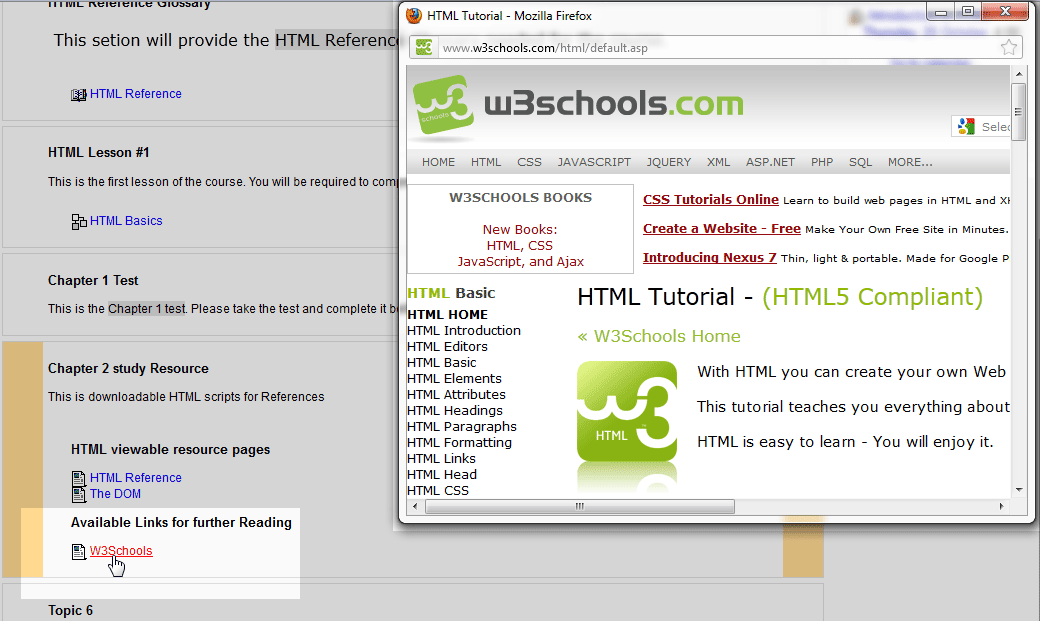 HTML Reference Glossary
This setion will provide the HTML Referenc
HTML Reference
HTML Lesson #1
This is the first lesson of the course. You will be required to com
HTML Basics
Chapter 1 Test
This is the Chapter 1 test. Please take the test and complete it b
Chapter 2 study Resource
This is downloadable HTML scripts for References
HTML viewable resource pages
HTML Reference
The DOM
Available Links for further Reading
W3Schools
Topic 6
HTML Tutorial - Mozilla Firefox
www.w3schools.com/html/default.asp
w3schools.com
schools
Selec
HOME HTML CSS JAVASCRIPT JQUERY XML ASP.NET PHP SQL MORE...
W3SCHOOLS BOOKS
New Books:
HTML, CSS
JavaScript, and Ajax
CSS Tutorials Online Learn to build web pages in HTML and XH
Create a Website - Free Make Your Own Free Site in Minutes.
Introducing Nexus 7 Thin, light & portable. Made for Google P
HTML Basic
HTML HOME
HTML Introduction
HTML Editors
HTML Basic
HTML Elements
HTML Attributes
HTML Headings
HTML Paragraphs
HTML Formatting
HTML Links
HTML Head
HTML CSS
HTML Tutorial - (HTML5 Compliant)
« W3Schools Home
w3 HTML
With HTML you can create your own Web
This tutorial teaches you everything about
HTML is easy to learn - You will enjoy it.